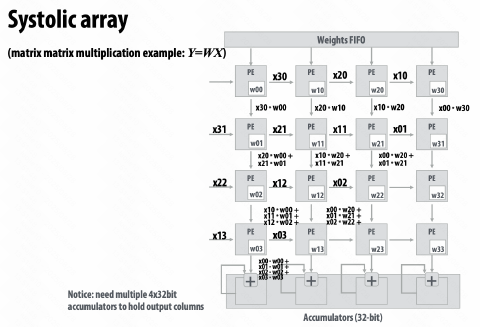 Systolic array
(matrix matrix multiplication example: Y=WX)
Weights FIFO
PE
w00
x30
PE
w10
x20
PE
w20
x10
PE
w30
x30 * w00
x20 * w10
x10 * w20
x00 * w30
x31
PE
w01
x21
PE
w11
x11
PE
w21
x01
PE
w31
x20 * w00 +
x21 * w01
x10 * w10 +
x11 * w11
x00 * w20 +
x01 * w21
x22
PE
w02
x12
PE
w12
x02
PE
w22
PE
w32
x10 * w00 +
x11 * w01 +
x12 * w02
x00 * w10 +
x01 * w11 +
x02 * w12
x13
PE
w03
x03
PE
w13
PE
w23
PE
w33
x00 * w00 +
x01 * w01 +
x02 * w02 +
x03 * w03
+
+
+
+
Notice: need multiple 4x32bit
accumulators to hold output columns
Accumulators (32-bit)